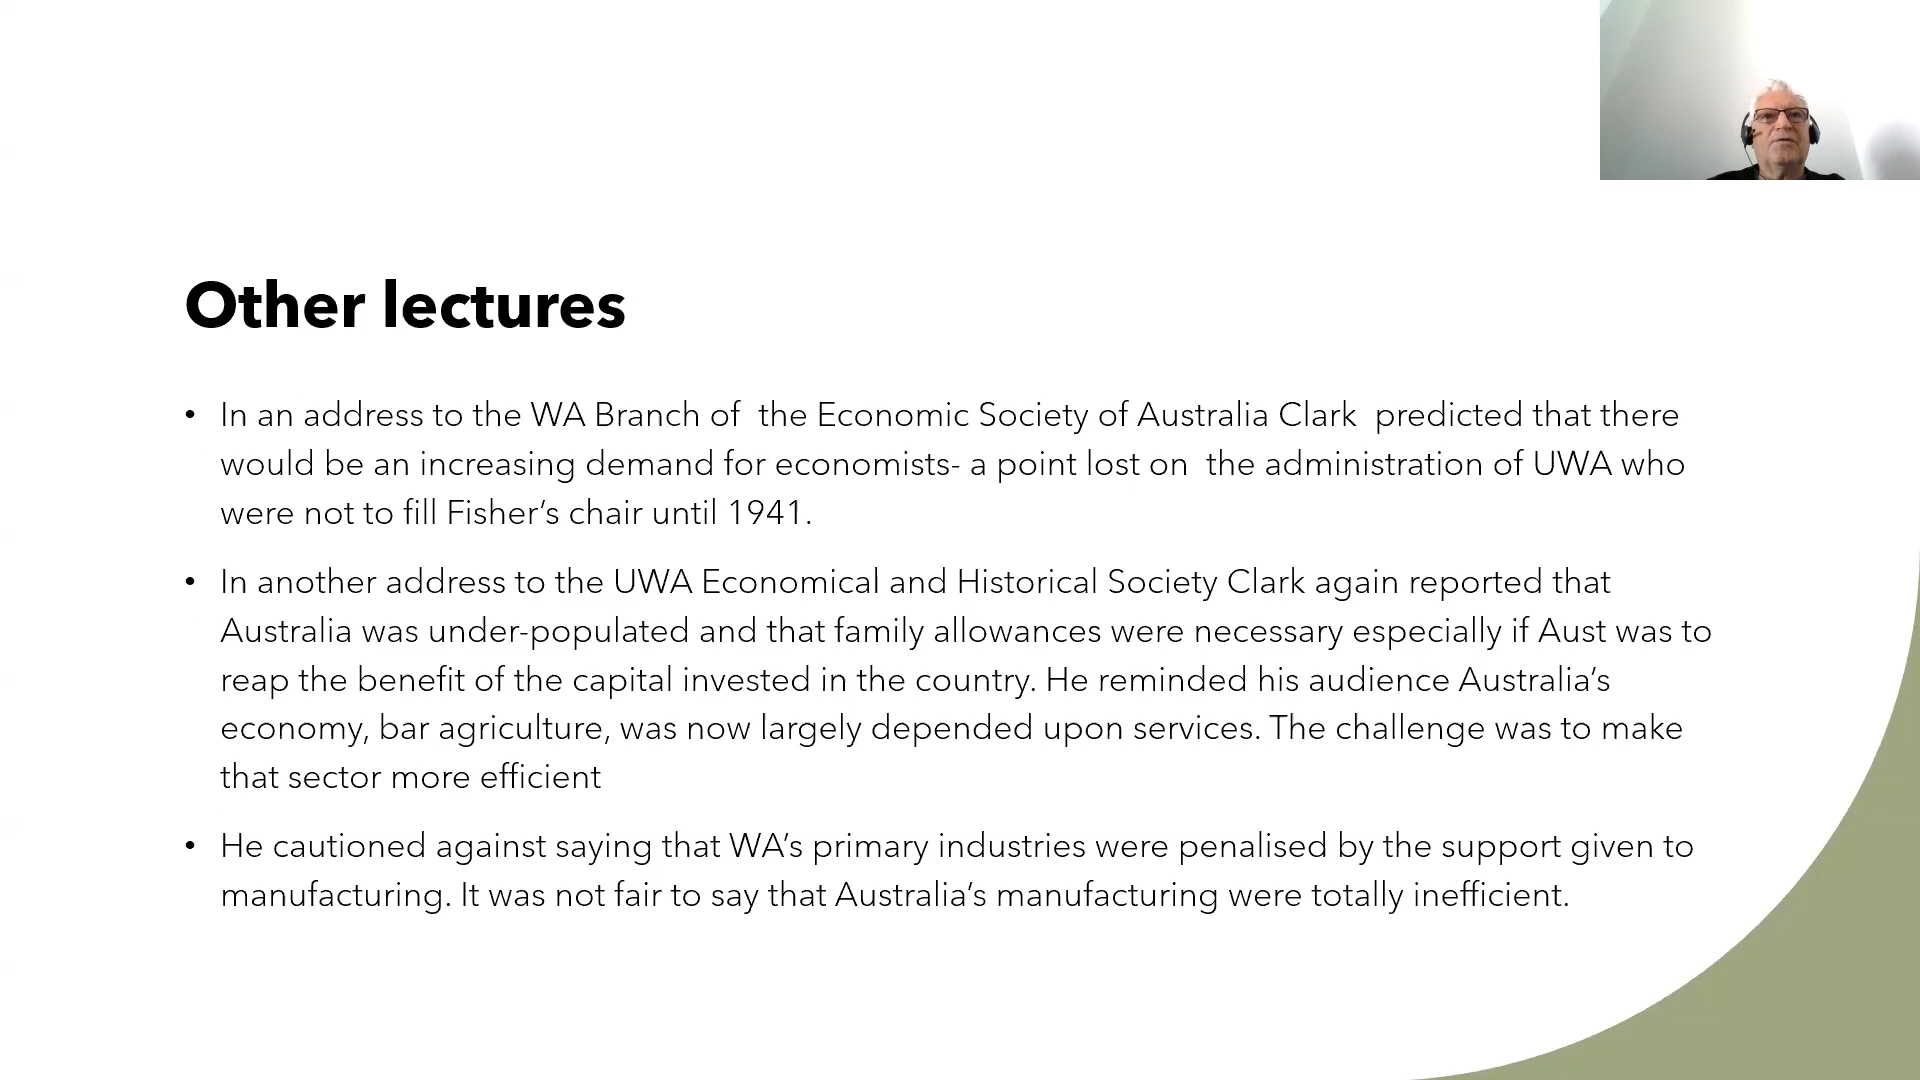 Other lectures
• In an address to the WA Branch of  the Economic Society of Australia Clark  predicted that there
would be an increasing demand for economists- a point lost on  the administration of UWA who
were not to fill Fisher’s chair until 1941.
• In another address to the UWA Economical and Historical Society Clark again reported that
Australia was under-populated and that family allowances were necessary especially if Aust was to
reap the benefit of the capital invested in the country. He reminded his audience Australia’s
economy, bar agriculture, was now largely depended upon services. The challenge was to make
that sector more efficient
• He cautioned against saying that WA’s primary industries were penalised by the support given to
manufacturing. It was not fair to say that Australia’s manufacturing were totally inefficient.